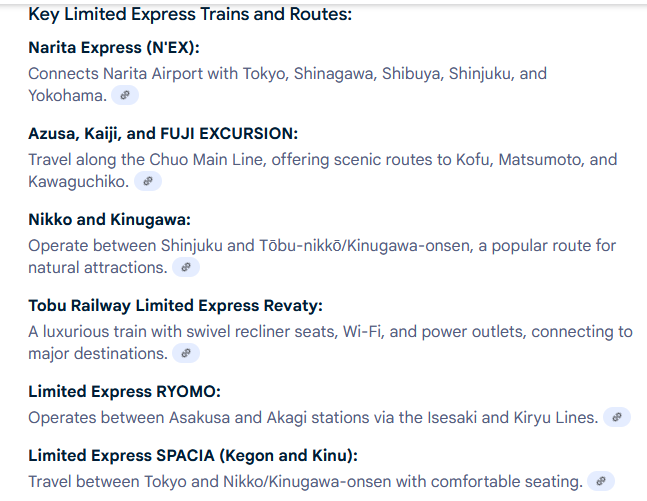 Key Limited Express Trains and Routes:
Narita Express (N'EX):
Connects Narita Airport with Tokyo, Shinagawa, Shibuya, Shinjuku, and
Yokohama.
Azusa, Kaiji, and FUJI EXCURSION:
Travel along the Chuo Main Line, offering scenic routes to Kofu, Matsumoto, and
Kawaguchiko.
Nikko and Kinugawa:
Operate between Shinjuku and Tōbu-nikkō/Kinugawa-onsen, a popular route for
natural attractions.
Tobu Railway Limited Express Revaty:
A luxurious train with swivel recliner seats, Wi-Fi, and power outlets, connecting to
major destinations.
Limited Express RYOMO:
Operates between Asakusa and Akagi stations via the Isesaki and Kiryu Lines.
Limited Express SPACIA (Kegon and Kinu):
Travel between Tokyo and Nikko/Kinugawa-onsen with comfortable seating.